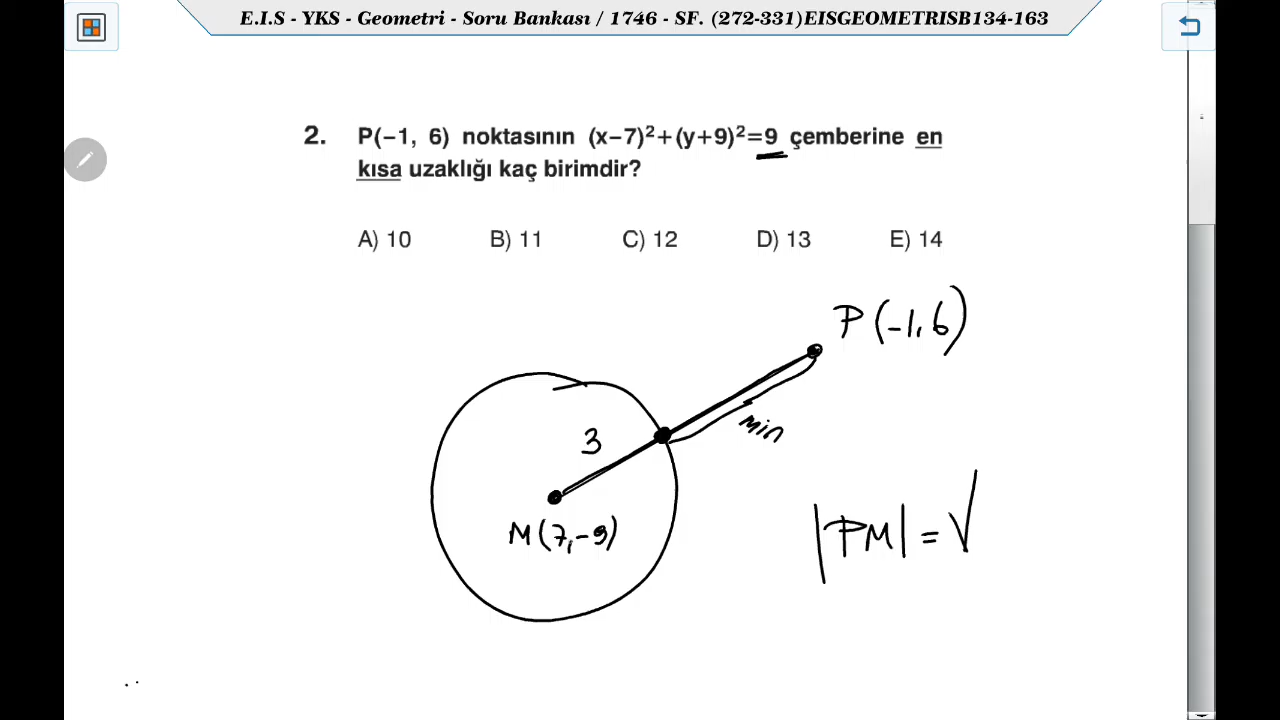 E.I.S - YKS - Geometri - Soru Bankası / 1746 - SF. (272-331)EISGEOMETRISB134-163
2. P(−1, 6) noktasının (x−7)²+(y+9)²=9 çemberine en
kısa uzaklığı kaç birimdir?
A) 10 B) 11 C) 12 D) 13 E) 14
P(-1,6)
min
3
M(7,-9)
|PM| = √